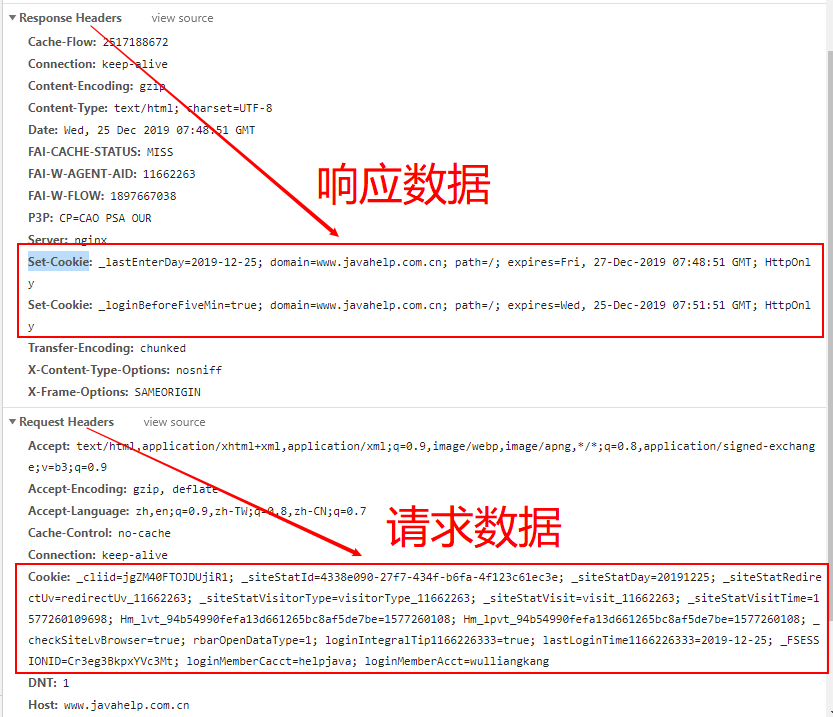 Response Headers view source
Cache-Flow: 2517188672
Connection: keep-alive
Content-Encoding: gzip
Content-Type: text/html; charset=UTF-8
Date: Wed, 25 Dec 2019 07:48:51 GMT
FAI-CACHE-STATUS: MISS
FAI-W-AGENT-AID: 11662263
FAI-W-FLOW: 1897667038
响应数据
P3P: CP=CAO PSA OUR
Server: nginx
Set-Cookie: _lastEnterDay=2019-12-25; domain=www.javahelp.com.cn; path=/; expires=Fri, 27-Dec-2019 07:48:51 GMT; HttpOnl
y
Set-Cookie: _loginBeforeFiveMin=true; domain=www.javahelp.com.cn; path=/; expires=Wed, 25-Dec-2019 07:51:51 GMT; HttpOnl
y
Transfer-Encoding: chunked
X-Content-Type-Options: nosniff
X-Frame-Options: SAMEORIGIN
Request Headers view source
Accept: text/html,application/xhtml+xml,application/xml;q=0.9,image/webp,image/apng,*/*;q=0.8,application/signed-exchang
e;v=b3;q=0.9
Accept-Encoding: gzip, deflate
Accept-Language: zh,en;q=0.9,zh-TW;q=0.8,zh-CN;q=0.7
请求数据
Cache-Control: no-cache
Connection: keep-alive
Cookie: _cliid=jgZM40FTOJDUjiR1; _siteStatId=4338e090-27f7-434f-b6fa-4f123c61ec3e; _siteStatDay=20191225; _siteStatRedire
ctUv=redirectUv_11662263; _siteStatVisitorType=visitorType_11662263; _siteStatVisit=visit_11662263; _siteStatVisitTime=1
577260109698; Hm_lvt_94b54990fefa13d661265bc8af5de7be=1577260108; Hm_lpvt_94b54990fefa13d661265bc8af5de7be=1577260108; _
checkSiteLvBrowser=true; rbarOpenDataType=1; loginIntegralTip1166226333=true; lastLoginTime1166226333=2019-12-25; _FSESS
IONID=Cr3eg3BkpxYVc3Mt; loginMemberCacct=helpjava; loginMemberAcct=wulliangkang
DNT: 1
Host: www.javahelp.com.cn